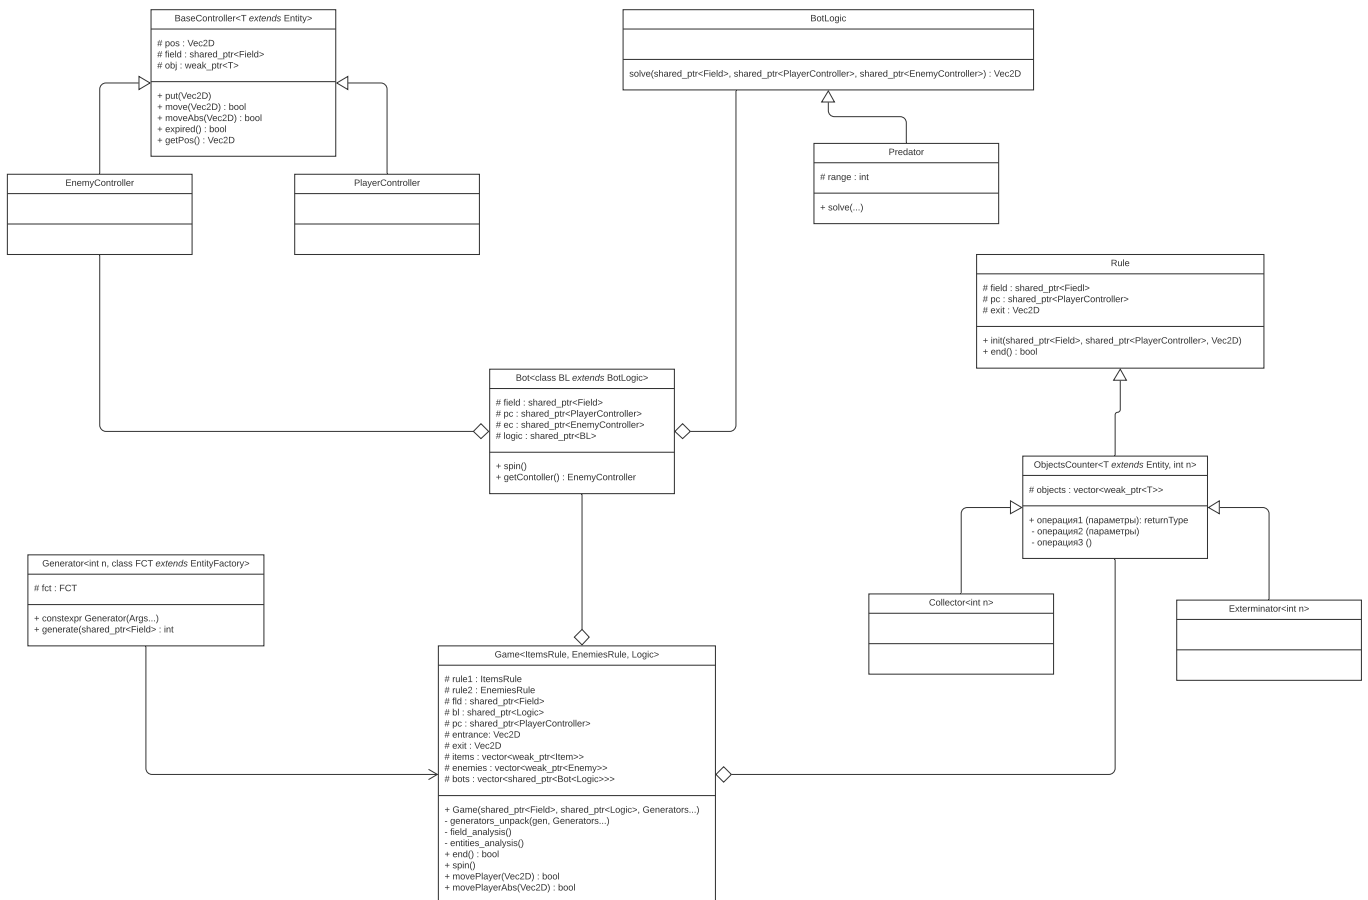 BaseController<T extends Entity>
# pos : Vec2D
# field : shared_ptr<Field>
# obj : weak_ptr<T>
+ put(Vec2D)
+ move(Vec2D) : bool
+ moveAbs(Vec2D) : bool
+ expired() : bool
+ getPos() : Vec2D
BotLogic
solve(shared_ptr<Field>, shared_ptr<PlayerController>, shared_ptr<EnemyController>) : Vec2D
Predator
# range : int
+ solve(...)
EnemyController
PlayerController
Rule
# field : shared_ptr<Fiedl>
# pc : shared_ptr<PlayerController>
# exit : Vec2D
+ init(shared_ptr<Field>, shared_ptr<PlayerController>, Vec2D)
+ end() : bool
Bot<class BL extends BotLogic>
# field : shared_ptr<Field>
# pc : shared_ptr<PlayerController>
# ec : shared_ptr<EnemyController>
# logic : shared_ptr<BL>
+ spin()
+ getContoller() : EnemyController
ObjectsCounter<T extends Entity, int n>
# objects : vector<weak_ptr<T>>
+ операция1 (параметры): returnType
- операция2 (параметры)
- операция3 ()
Generator<int n, class FCT extends EntityFactory>
# fct : FCT
+ constexpr Generator(Args...)
+ generate(shared_ptr<Field> : int
Collector<int n>
Exterminator<int n>
Game<ItemsRule, EnemiesRule, Logic>
# rule1 : ItemsRule
# rule2 : EnemiesRule
# fld : shared_ptr<Field>
# bl : shared_ptr<Logic>
# pc : shared_ptr<PlayerController>
# entrance: Vec2D
# exit : Vec2D
# items : vector<weak_ptr<Item>>
# enemies : vector<weak_ptr<Enemy>>
# bots : vector<shared_ptr<Bot<Logic>>>
+ Game(shared_ptr<Field>, shared_ptr<Logic>, Generators...)
- generators_unpack(gen, Generators...)
- field_analysis()
- entities_analysis()
+ end() : bool
+ spin()
+ movePlayer(Vec2D) : bool
+ movePlayerAbs(Vec2D) : bool